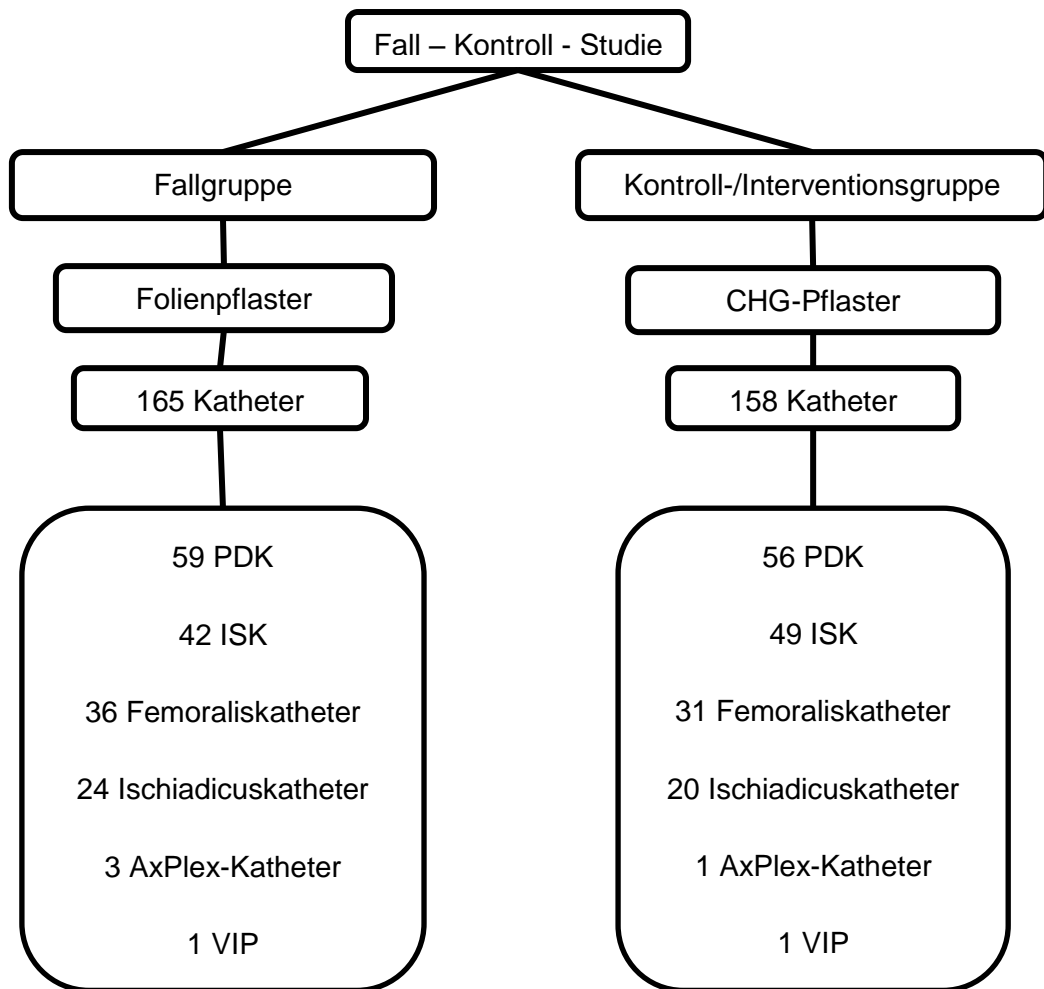 Fall – Kontroll - Studie
Fallgruppe
Kontroll-/Interventionsgruppe
Folienpflaster
CHG-Pflaster
165 Katheter
158 Katheter
59 PDK
42 ISK
36 Femoraliskatheter
24 Ischiadicuskatheter
3 AxPlex-Katheter
1 VIP
56 PDK
49 ISK
31 Femoraliskatheter
20 Ischiadicuskatheter
1 AxPlex-Katheter
1 VIP